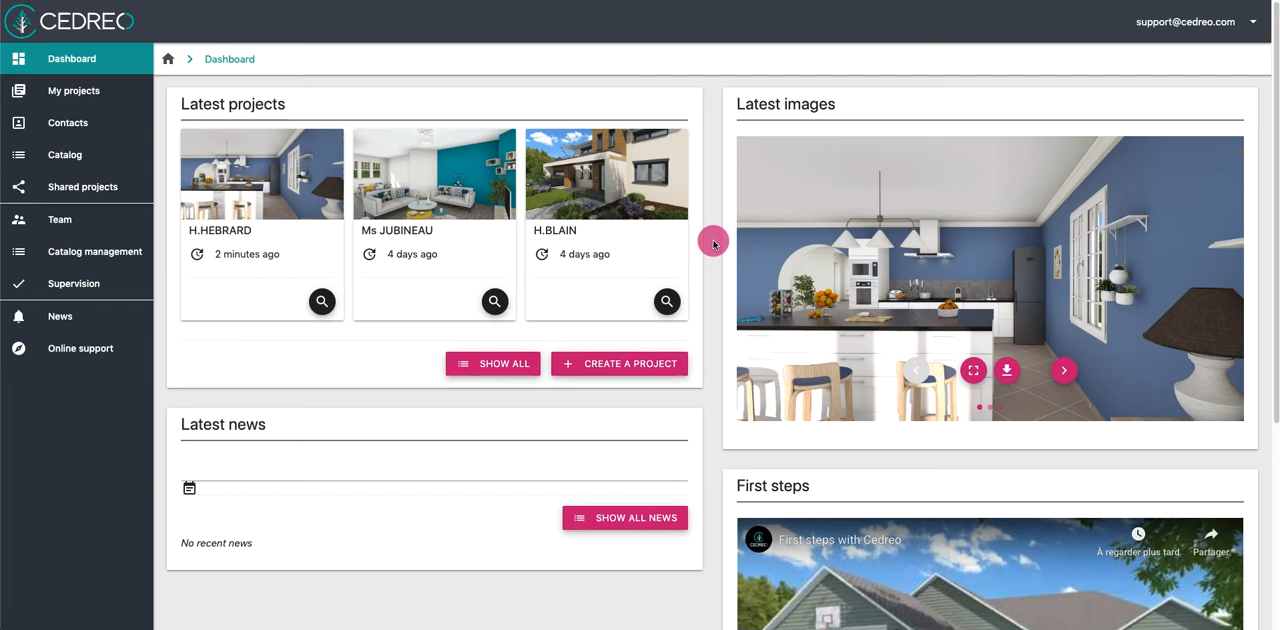 CEDREO
support@cedreo.com
Dashboard
My projects
Contacts
Catalog
Shared projects
Team
Catalog management
Supervision
News
Online support
Dashboard
Latest projects
H.HEBRARD
2 minutes ago
Ms JUBINEAU
4 days ago
H.BLAIN
4 days ago
SHOW ALL
CREATE A PROJECT
Latest news
SHOW ALL NEWS
No recent news
Latest images
First steps
CEDREO
First steps with Cedreo
À regarder plus tard
Partager